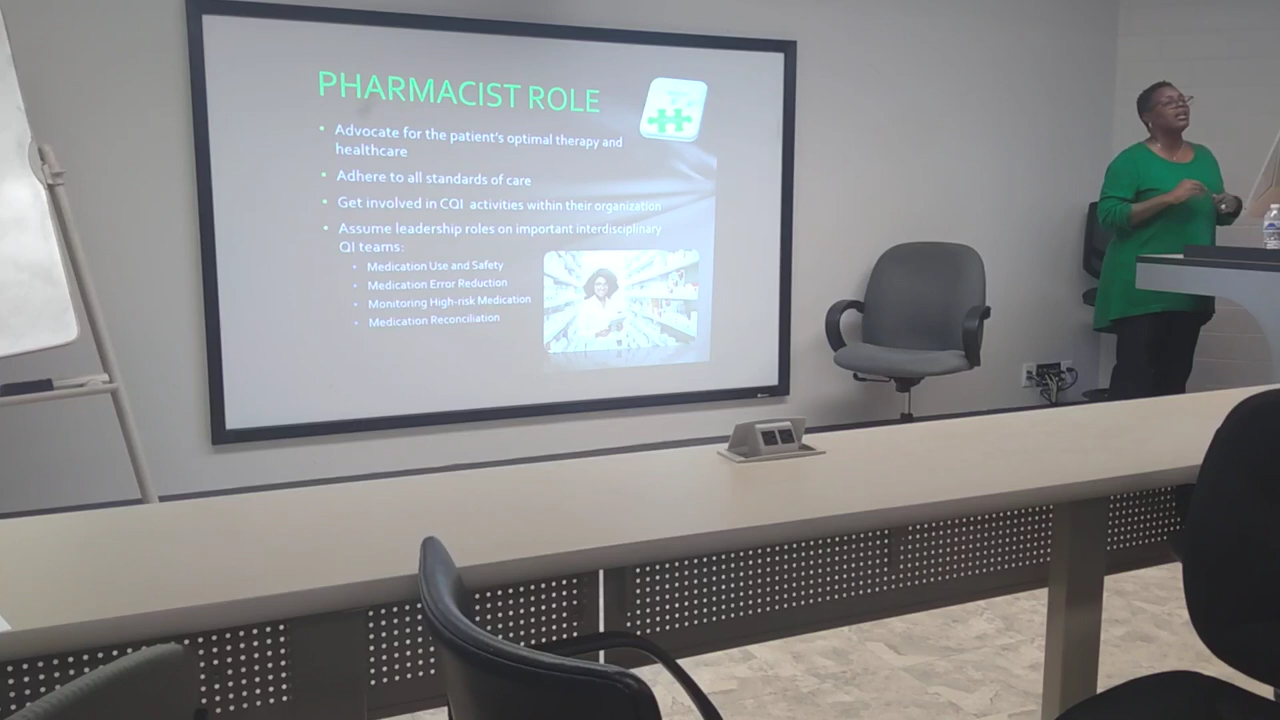 PHARMACIST ROLE
• Advocate for the patient's optimal therapy and
healthcare
• Adhere to all standards of care
• Get involved in CQI activities within their organization
• Assume leadership roles on important interdisciplinary
QI teams:
• Medication Use and Safety
• Medication Error Reduction
• Monitoring High-risk Medication
• Medication Reconciliation